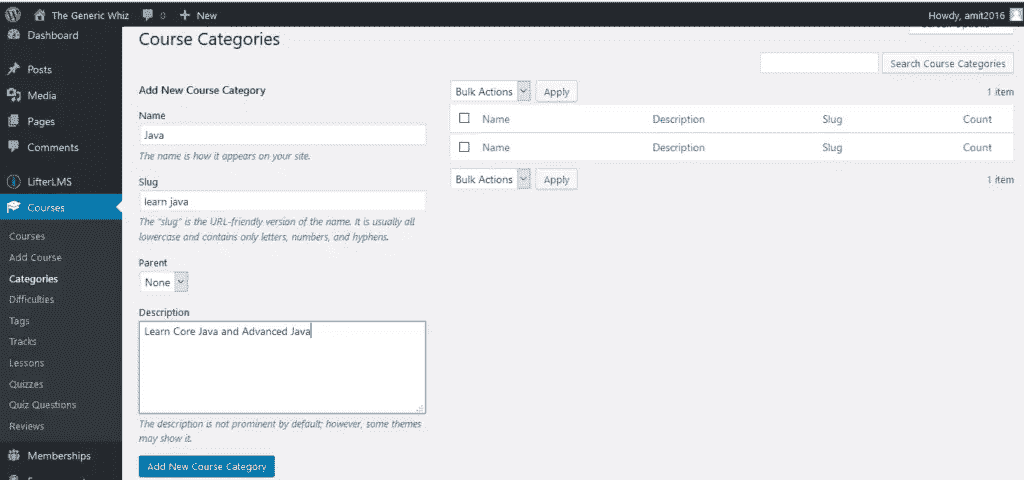 The Generic Whiz 0 + New Howdy, amit2016
Dashboard
Posts
Media
Pages
Comments
LifterLMS
Courses
Courses
Add Course
Categories
Difficulties
Tags
Tracks
Lessons
Quizzes
Quiz Questions
Reviews
Memberships
Course Categories
Search Course Categories
Add New Course Category
Name
Java
The name is how it appears on your site.
Slug
learn java
The "slug" is the URL-friendly version of the name. It is usually all
lowercase and contains only letters, numbers, and hyphens.
Parent
None
Description
Learn Core Java and Advanced Java
The description is not prominent by default; however, some themes
may show it.
Add New Course Category
Bulk Actions Apply 1 item
Name Description Slug Count
Name Description Slug Count
Bulk Actions Apply 1 item